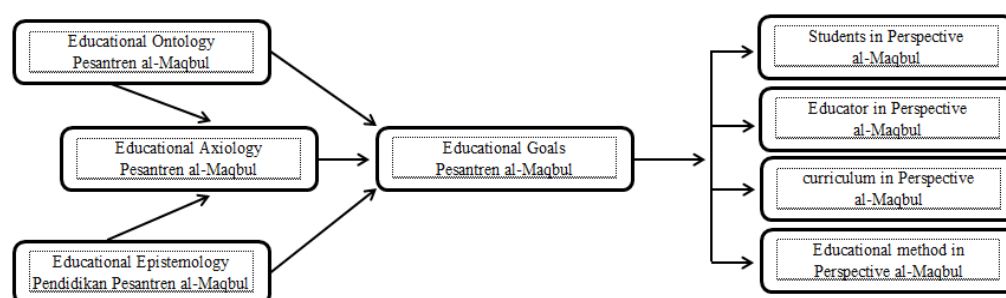 Educational Ontology
Pesantren al-Maqbul
Educational Axiology
Pesantren al-Maqbul
Educational Epistemology
Pendidikan Pesantren al-Maqbul
Educational Goals
Pesantren al-Maqbul
Students in Perspective
al-Maqbul
Educator in Perspective
al-Maqbul
curriculum in Perspective
al-Maqbul
Educational method in
Perspective al-Maqbul